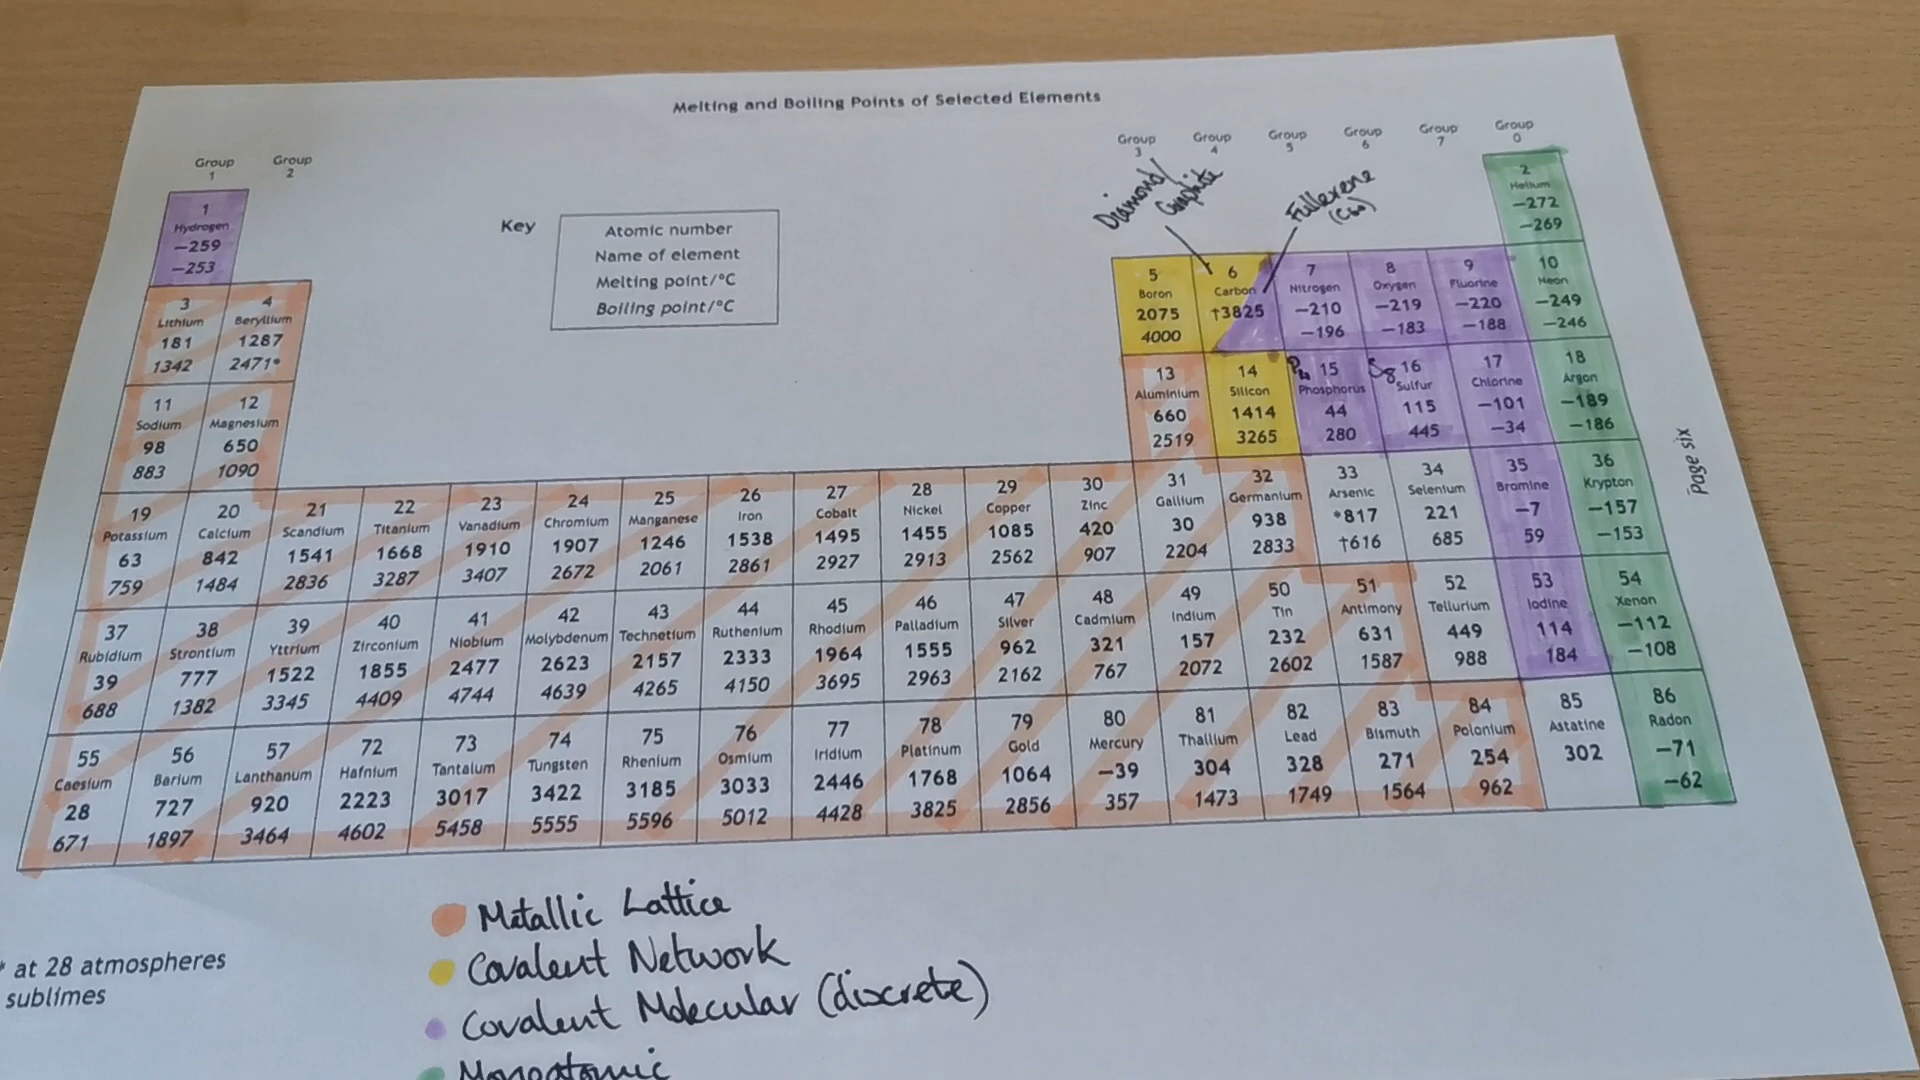 Melting and Boiling Points of Selected Elements
Group 1
Group 2
Group 3
Group 4
Group 5
Group 6
Group 7
Group 0
Diamond/
Graphite
Fullerene
(C60)
Key
Atomic number
Name of element
Melting point/°C
Boiling point/°C
1 Hydrogen −259 −253
2 Helium −272 −269
3 Lithium 181 1342
4 Beryllium 1287 2471*
5 Boron 2075 4000
6 Carbon †3825
7 Nitrogen −210 −196
8 Oxygen −219 −183
9 Fluorine −220 −188
10 Neon −249 −246
11 Sodium 98 883
12 Magnesium 650 1090
13 Aluminium 660 2519
14 Silicon 1414 3265
P4 15 Phosphorus 44 280
S8 16 Sulfur 115 445
17 Chlorine −101 −34
18 Argon −189 −186
19 Potassium 63 759
20 Calcium 842 1484
21 Scandium 1541 2836
22 Titanium 1668 3287
23 Vanadium 1910 3407
24 Chromium 1907 2672
25 Manganese 1246 2061
26 Iron 1538 2861
27 Cobalt 1495 2927
28 Nickel 1455 2913
29 Copper 1085 2562
30 Zinc 420 907
31 Gallium 30 2204
32 Germanium 938 2833
33 Arsenic *817 †616
34 Selenium 221 685
35 Bromine −7 59
36 Krypton −157 −153
37 Rubidium 39 688
38 Strontium 777 1382
39 Yttrium 1522 3345
40 Zirconium 1855 4409
41 Niobium 2477 4744
42 Molybdenum 2623 4639
43 Technetium 2157 4265
44 Ruthenium 2333 4150
45 Rhodium 1964 3695
46 Palladium 1555 2963
47 Silver 962 2162
48 Cadmium 321 767
49 Indium 157 2072
50 Tin 232 2602
51 Antimony 631 1587
52 Tellurium 449 988
53 Iodine 114 184
54 Xenon −112 −108
55 Caesium 28 671
56 Barium 727 1897
57 Lanthanum 920 3464
72 Hafnium 2223 4602
73 Tantalum 3017 5458
74 Tungsten 3422 5555
75 Rhenium 3185 5596
76 Osmium 3033 5012
77 Iridium 2446 4428
78 Platinum 1768 3825
79 Gold 1064 2856
80 Mercury −39 357
81 Thallium 304 1473
82 Lead 328 1749
83 Bismuth 271 1564
84 Polonium 254 962
85 Astatine 302
86 Radon −71 −62
Page six
* at 28 atmospheres
sublimes
Metallic Lattice
Covalent Network
Covalent Molecular (discrete)
Monoatomic